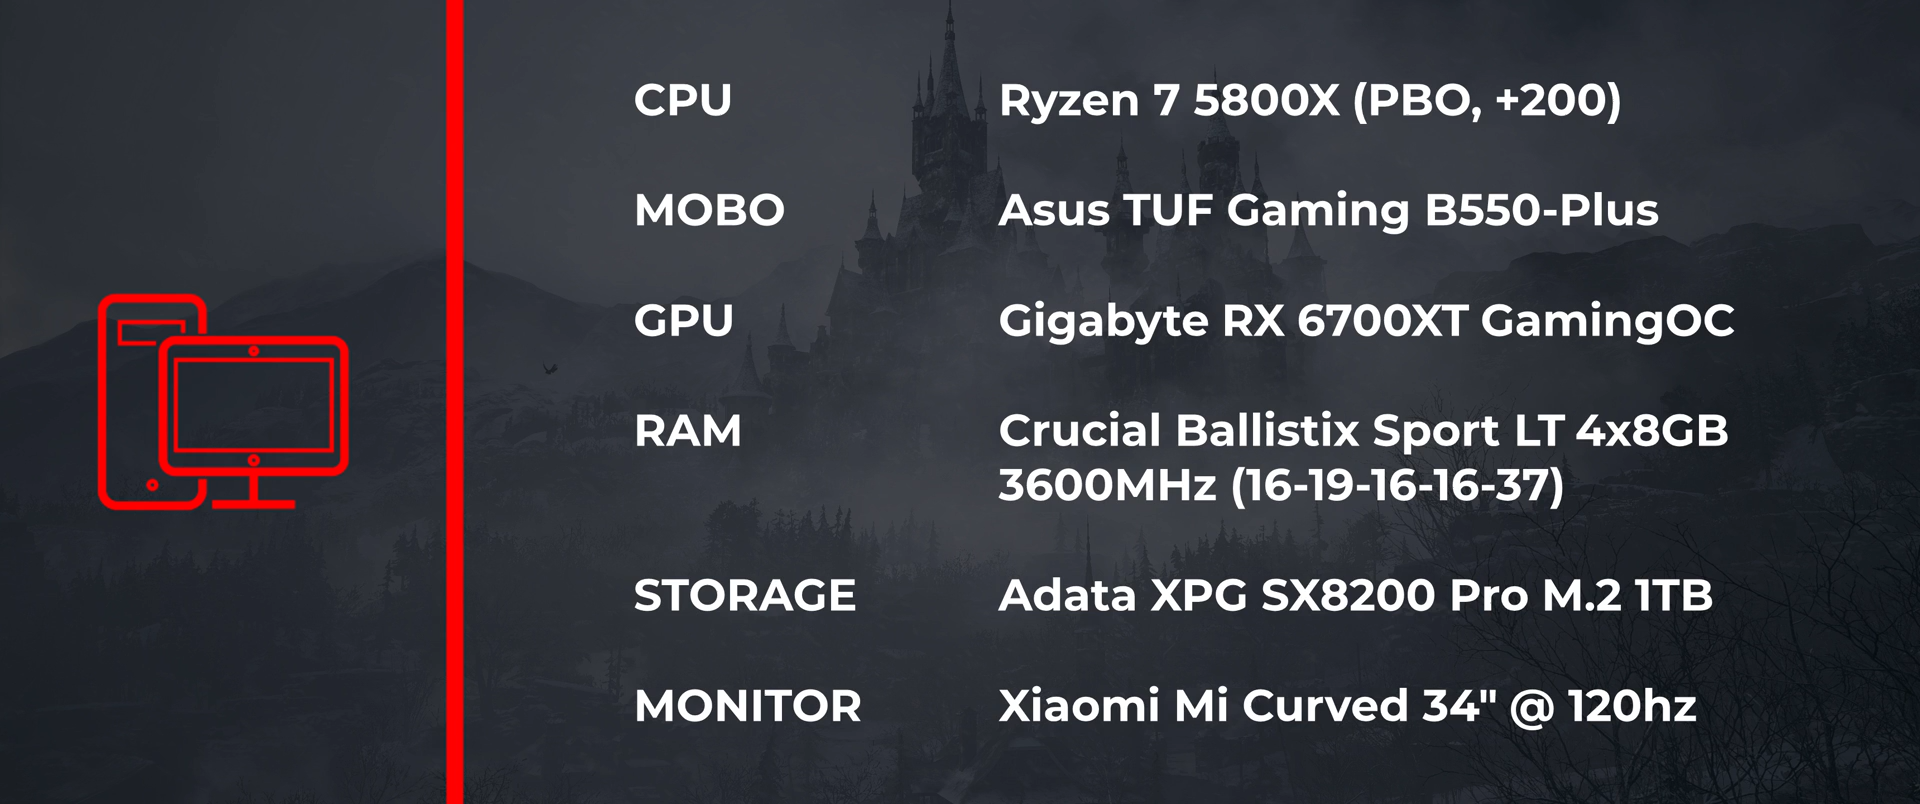 CPU Ryzen 7 5800X (PBO, +200)
MOBO Asus TUF Gaming B550-Plus
GPU Gigabyte RX 6700XT GamingOC
RAM Crucial Ballistix Sport LT 4x8GB
3600MHz (16-19-16-16-37)
STORAGE Adata XPG SX8200 Pro M.2 1TB
MONITOR Xiaomi Mi Curved 34" @ 120hz